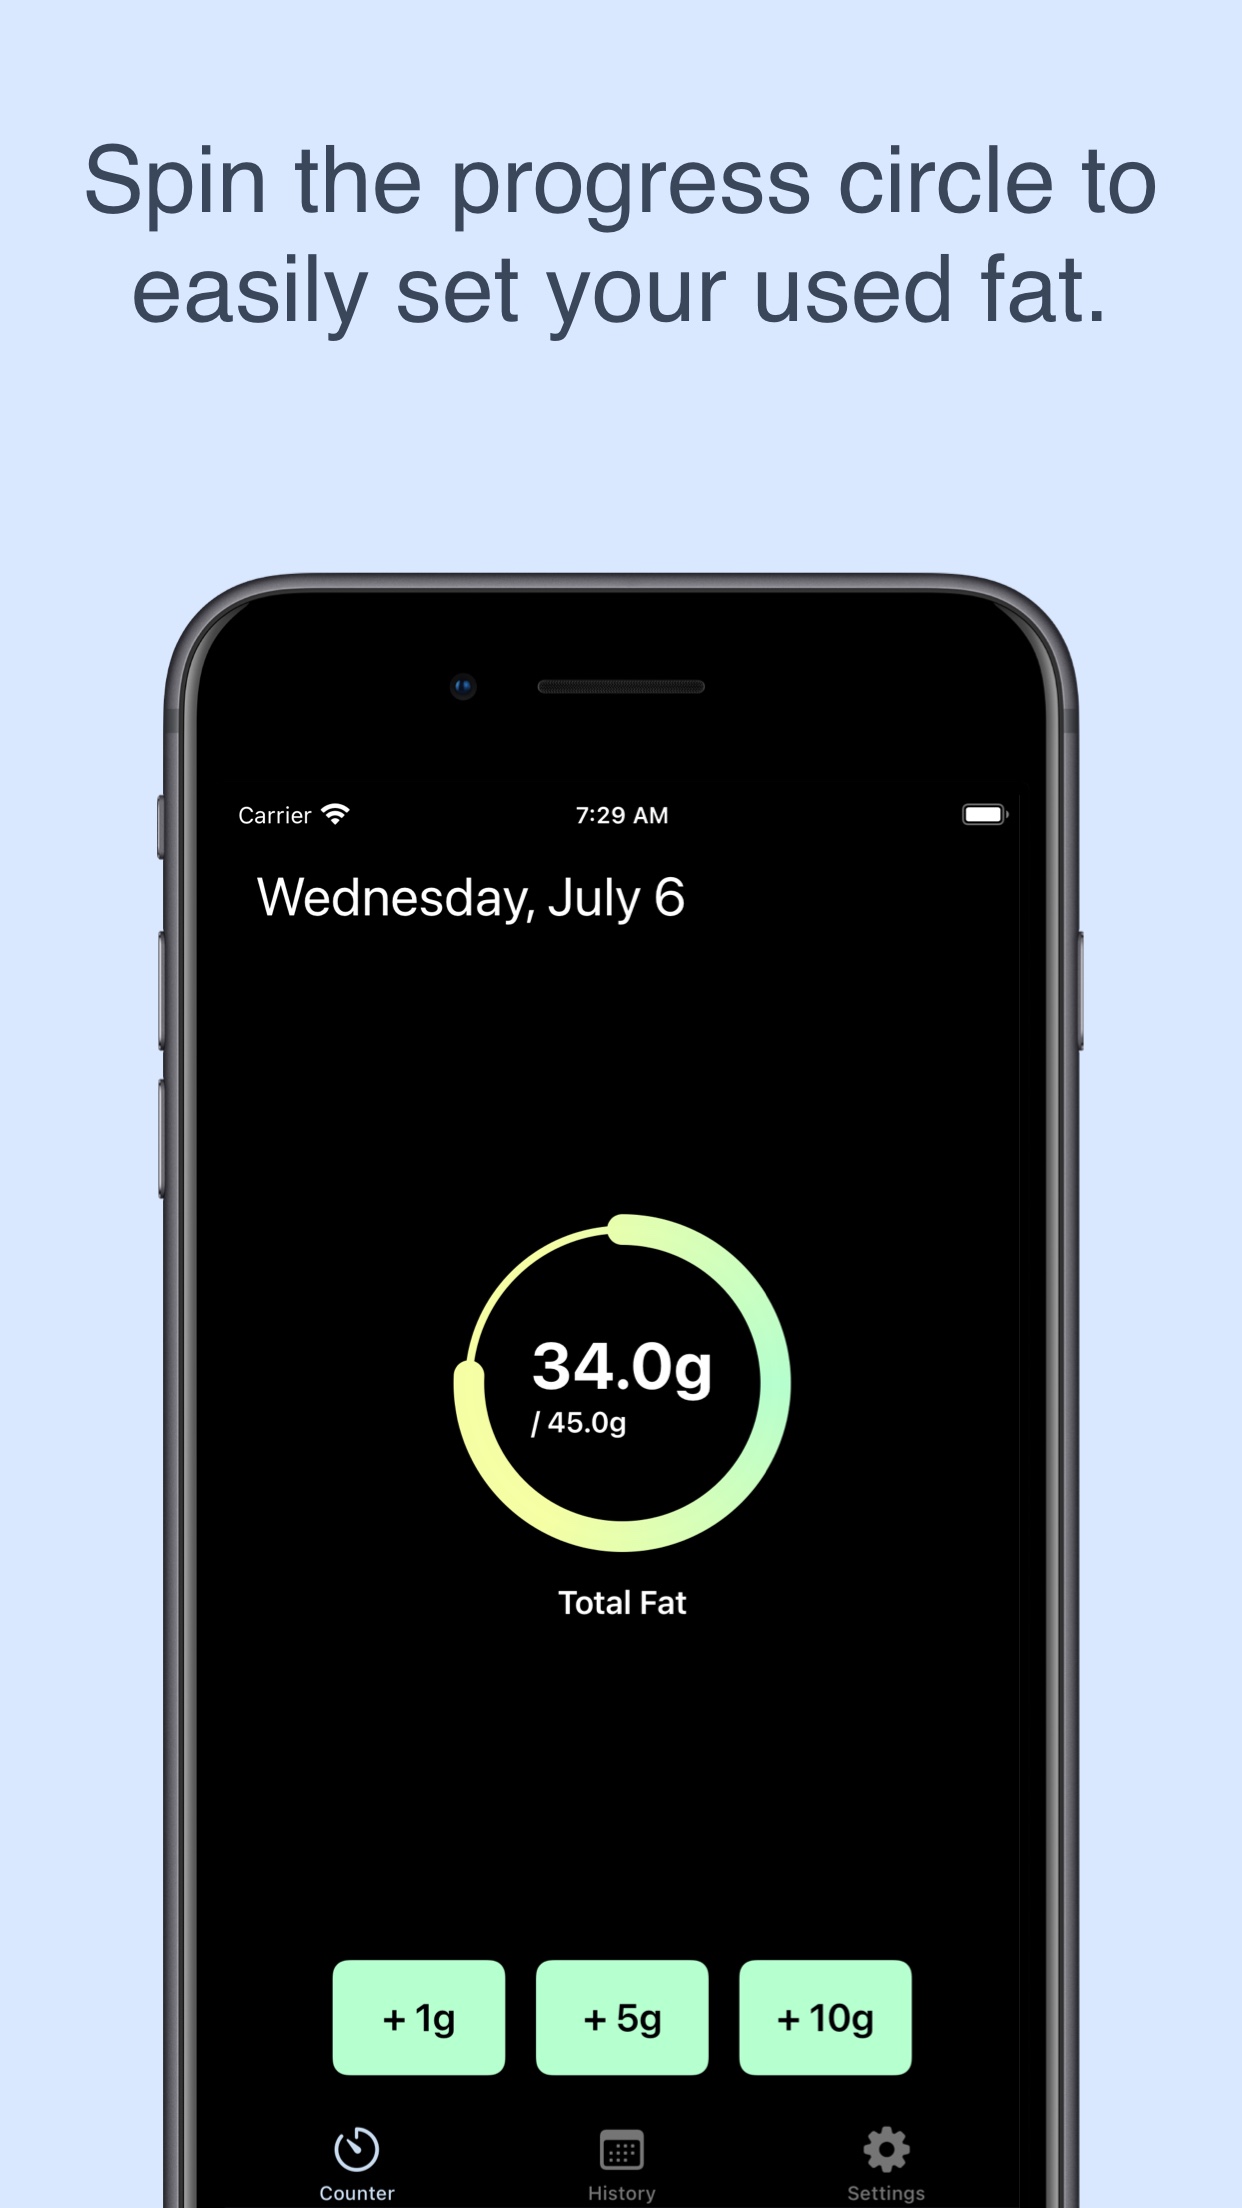 Spin the progress circle to
easily set your used fat.
Carrier 7:29 AM
Wednesday, July 6
34.0g
/ 45.0g
Total Fat
+ 1g + 5g + 10g
Counter History Settings